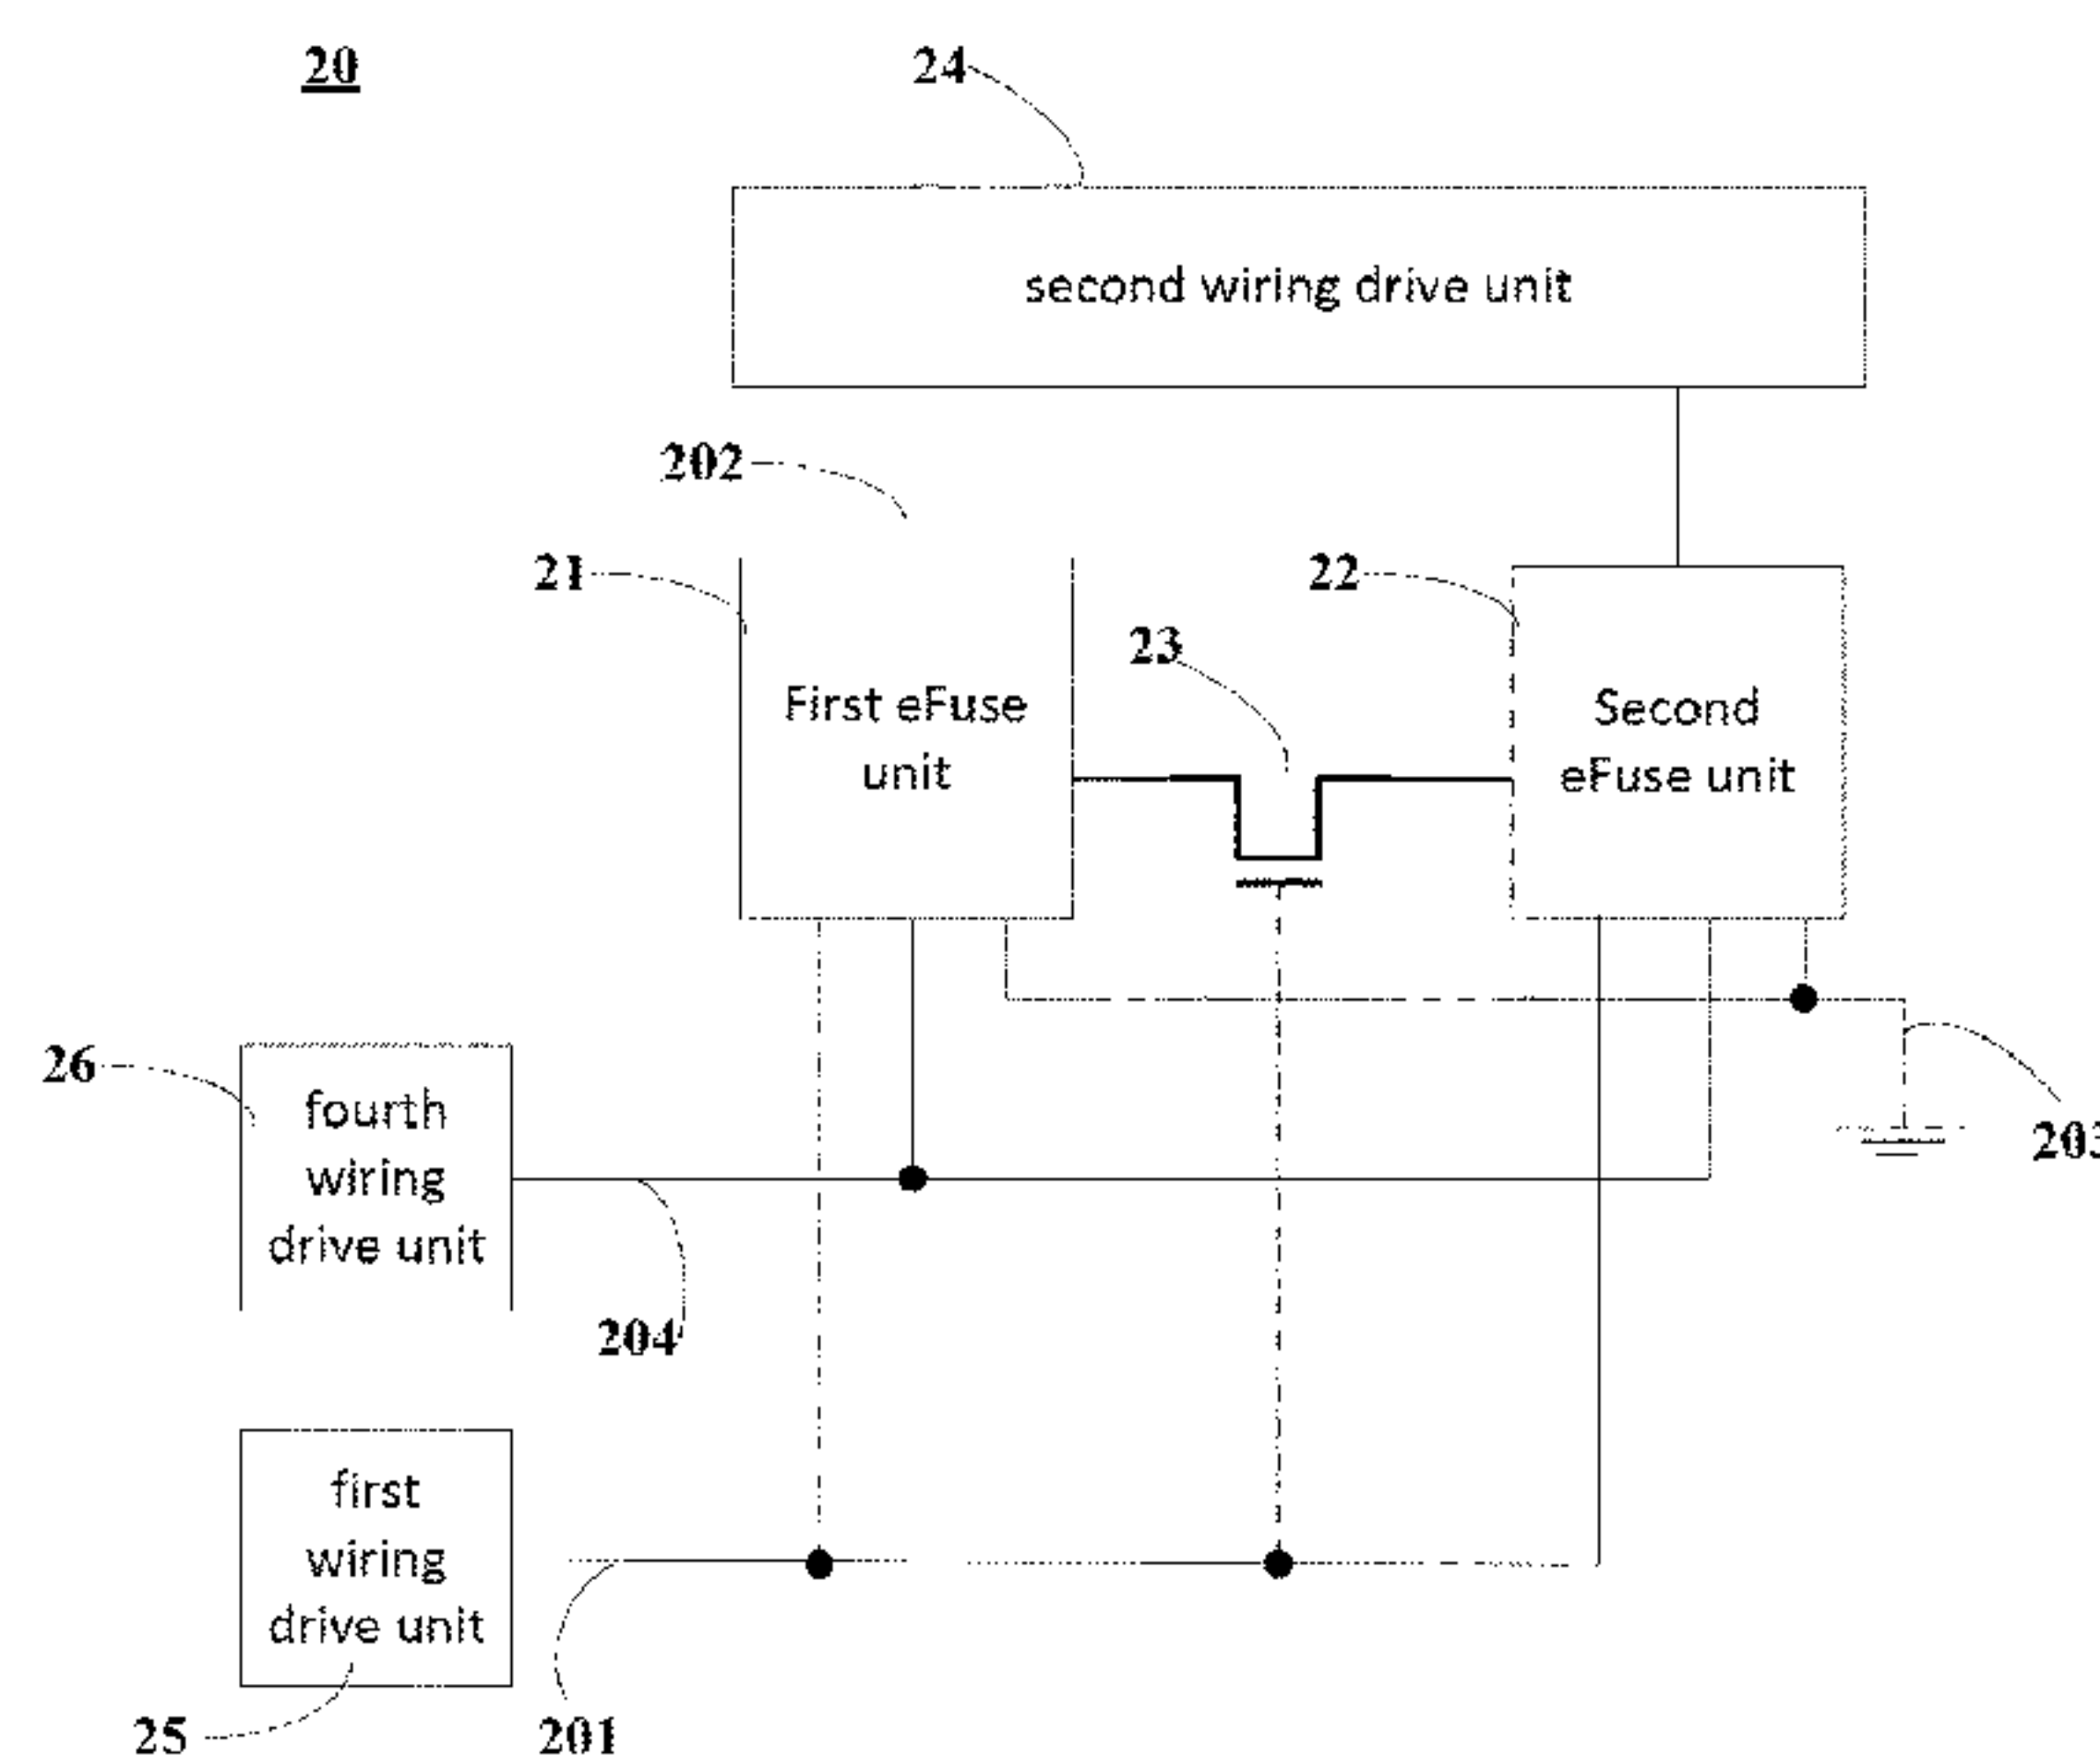 20
24
second wiring drive unit
202
21
22
23
First eFuse
unit
Second
eFuse unit
26
fourth
wiring
drive unit
203
204
first
wiring
drive unit
25
201